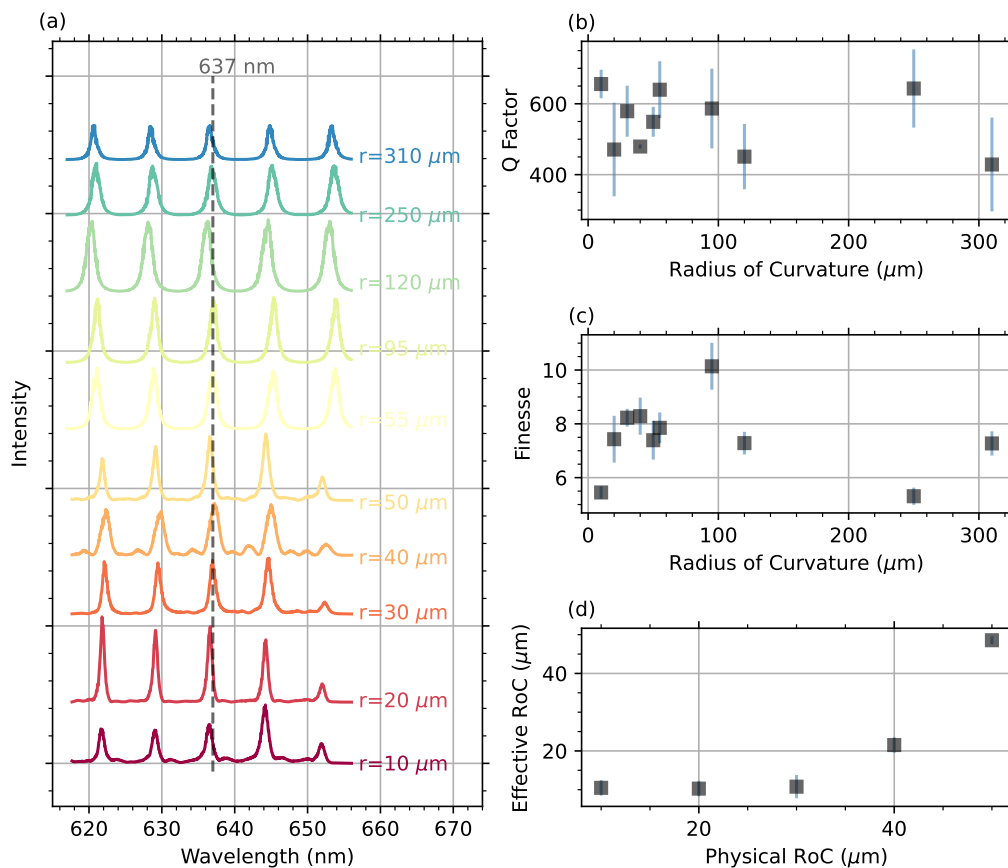 (a)
637 nm
r=310 μm
r=250 μm
r=120 μm
r=95 μm
r=55 μm
r=50 μm
r=40 μm
r=30 μm
r=20 μm
r=10 μm
Intensity
620 630 640 650 660 670
Wavelength (nm)
(b)
600
400
Q Factor
0 100 200 300
Radius of Curvature (μm)
(c)
10
8
6
Finesse
0 100 200 300
Radius of Curvature (μm)
(d)
40
20
Effective RoC (μm)
20 40
Physical RoC (μm)